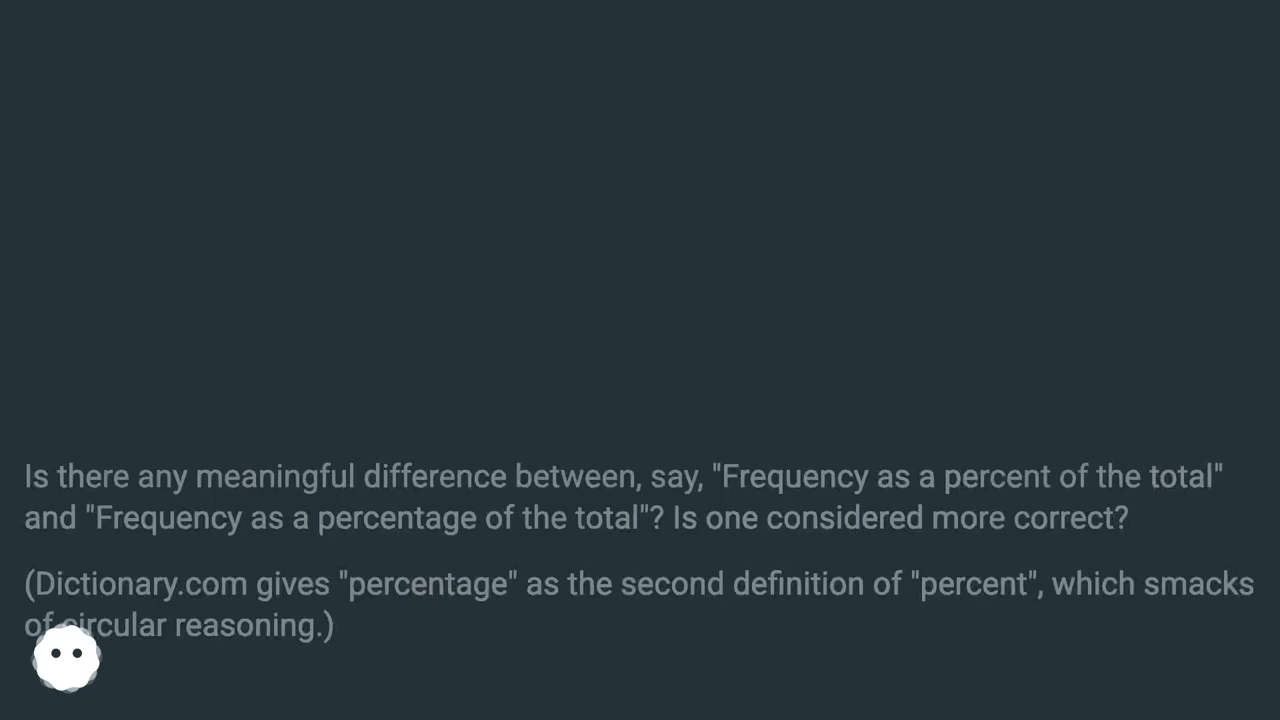 Is there any meaningful difference between, say, "Frequency as a percent of the total"
and "Frequency as a percentage of the total"? Is one considered more correct?
(Dictionary.com gives "percentage" as the second definition of "percent", which smacks
of circular reasoning.)